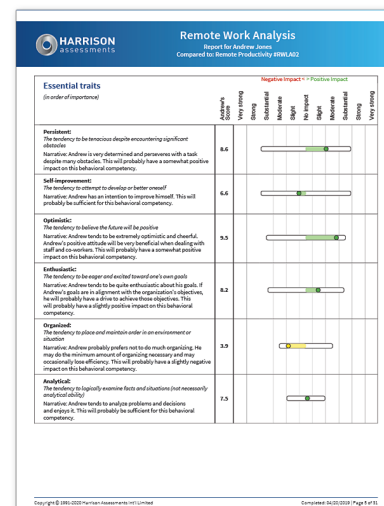 HARRISON
assessments
Remote Work Analysis
Report for Andrew Jones
Compared to: Remote Productivity #RWLA02
Essential traits
(in order of importance)
Negative Impact < > Positive Impact
Andrew's
Score
Very strong
Strong
Substantial
Moderate
Slight
No Impact
Slight
Moderate
Substantial
Strong
Very strong
Persistent:
The tendency to be tenacious despite encountering significant
obstacles
Narrative: Andrew is very determined and perseveres with a task
despite many obstacles. This will probably have a somewhat positive
impact on this behavioral competency.
8.6
Self-improvement:
The tendency to attempt to develop or better oneself
Narrative: Andrew has an intention to improve himself. This will
probably be sufficient for this behavioral competency.
6.6
Optimistic:
The tendency to believe the future will be positive
Narrative: Andrew tends to be extremely optimistic and cheerful.
Andrew's positive attitude will be very beneficial when dealing with
staff and co-workers. This will probably have a somewhat positive
impact on this behavioral competency.
9.5
Enthusiastic:
The tendency to be eager and excited toward one's own goals
Narrative: Andrew tends to be quite enthusiastic about his goals. If
Andrew's goals are in alignment with the organization's objectives,
he will probably have a drive to achieve those objectives. This
will probably have a slightly positive impact on this behavioral
competency.
8.2
Organized:
The tendency to place and maintain order in an environment or
situation
Narrative: Andrew probably prefers not to do much organizing. He
may do the minimum amount of organizing necessary and may
occasionally lose efficiency. This will probably have a slightly negative
impact on this behavioral competency.
3.9
Analytical:
The tendency to logically examine facts and situations (not necessarily
analytical ability)
Narrative: Andrew tends to analyze problems and decisions
and enjoys it. This will probably be sufficient for this behavioral
competency.
7.5
Copyright © 1991-2020 Harrison Assessments Int'l Limited
Completed: 04/20/2019 | Page 5 of 51